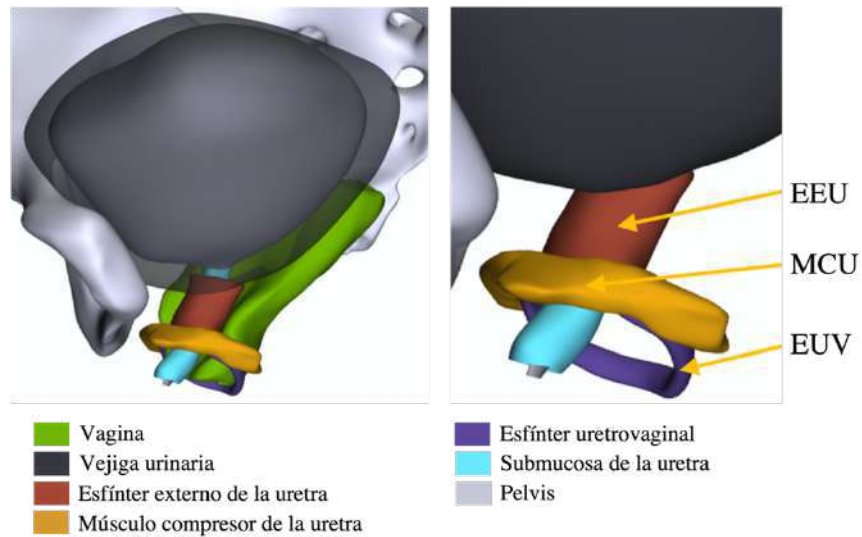 EEU
MCU
EUV
Vagina
Vejiga urinaria
Esfínter externo de la uretra
Músculo compresor de la uretra
Esfínter uretrovaginal
Submucosa de la uretra
Pelvis